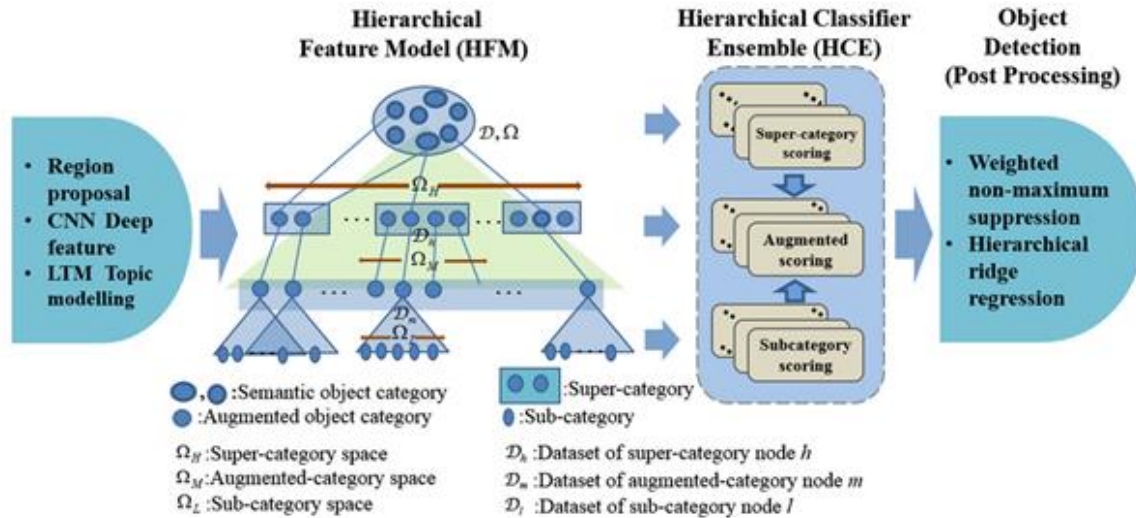 Hierarchical
Feature Model (HFM)
Hierarchical Classifier
Ensemble (HCE)
Object
Detection
(Post Processing)
• Region
proposal
• CNN Deep
feature
• LTM Topic
modelling
𝒟, Ω
Ω_H
𝒟_h
Ω_M
𝒟_m
Super-category
scoring
Augmented
scoring
Subcategory
scoring
• Weighted
non-maximum
suppression
• Hierarchical
ridge
regression
, :Semantic object category
:Augmented object category
Ω_H :Super-category space
Ω_M :Augmented-category space
Ω_L :Sub-category space
:Super-category
:Sub-category
𝒟_h :Dataset of super-category node h
𝒟_m :Dataset of augmented-category node m
𝒟_l :Dataset of sub-category node l